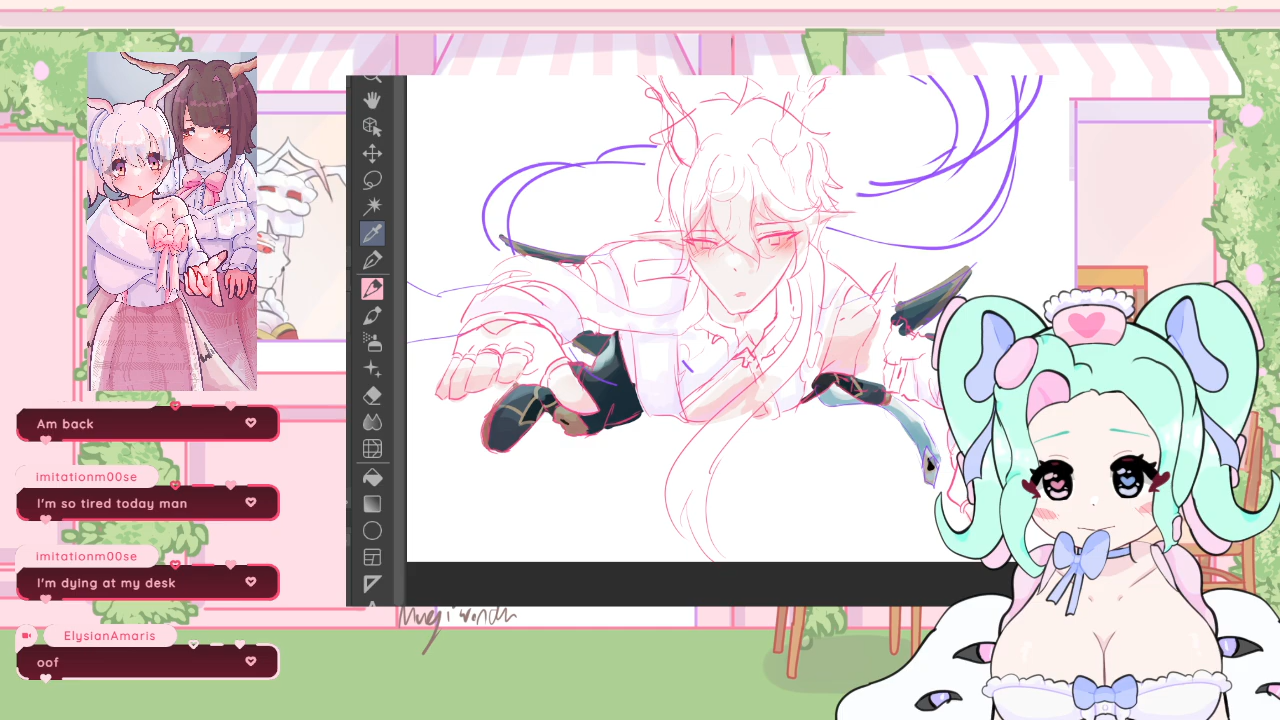 Am back
imitationm00se
I'm so tired today man
imitationm00se
I'm dying at my desk
ElysianAmaris
oof